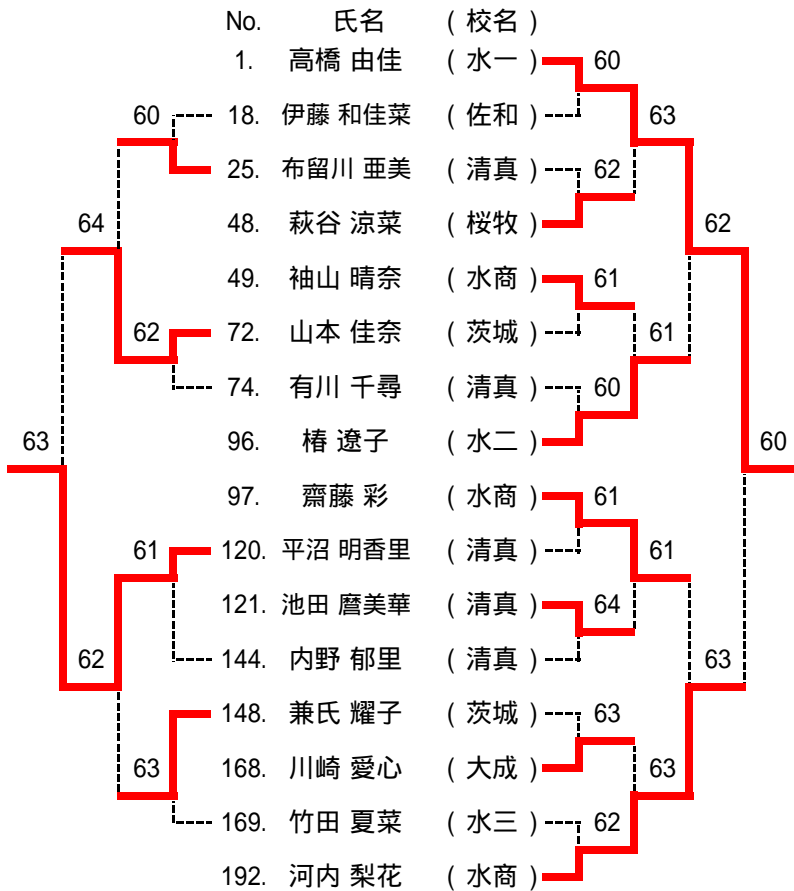 No. 氏名 (校名)
1. 高橋 由佳 (水一) 60
60 18. 伊藤 和佳菜 (佐和) 63
25. 布留川 亜美 (清真) 62
64 48. 萩谷 涼菜 (桜牧) 62
49. 袖山 晴奈 (水商) 61
62 72. 山本 佳奈 (茨城) 61
74. 有川 千尋 (清真) 60
63 96. 椿 遼子 (水二) 60
97. 齋藤 彩 (水商) 61
61 120. 平沼 明香里 (清真) 61
121. 池田 麿美華 (清真) 64
62 144. 内野 郁里 (清真) 63
148. 兼氏 耀子 (茨城) 63
63 168. 川崎 愛心 (大成) 63
169. 竹田 夏菜 (水三) 62
192. 河内 梨花 (水商)